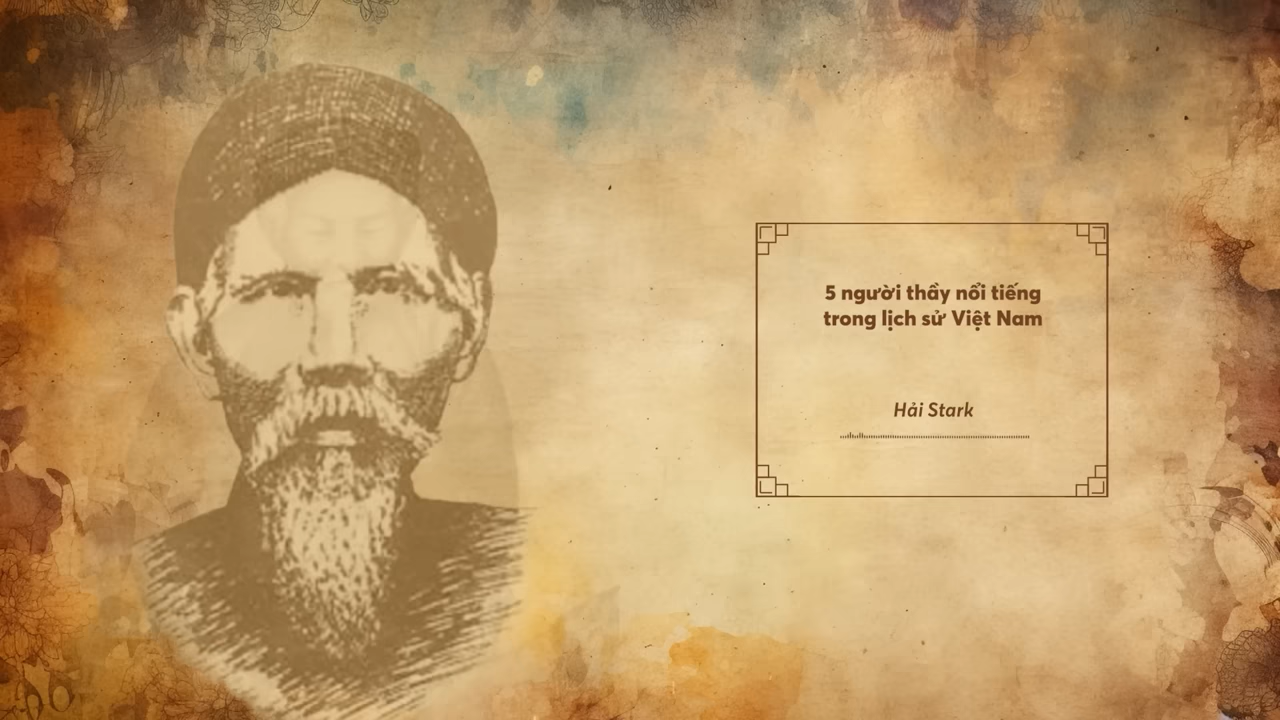 5 người thầy nổi tiếng
trong lịch sử Việt Nam
Hải Stark